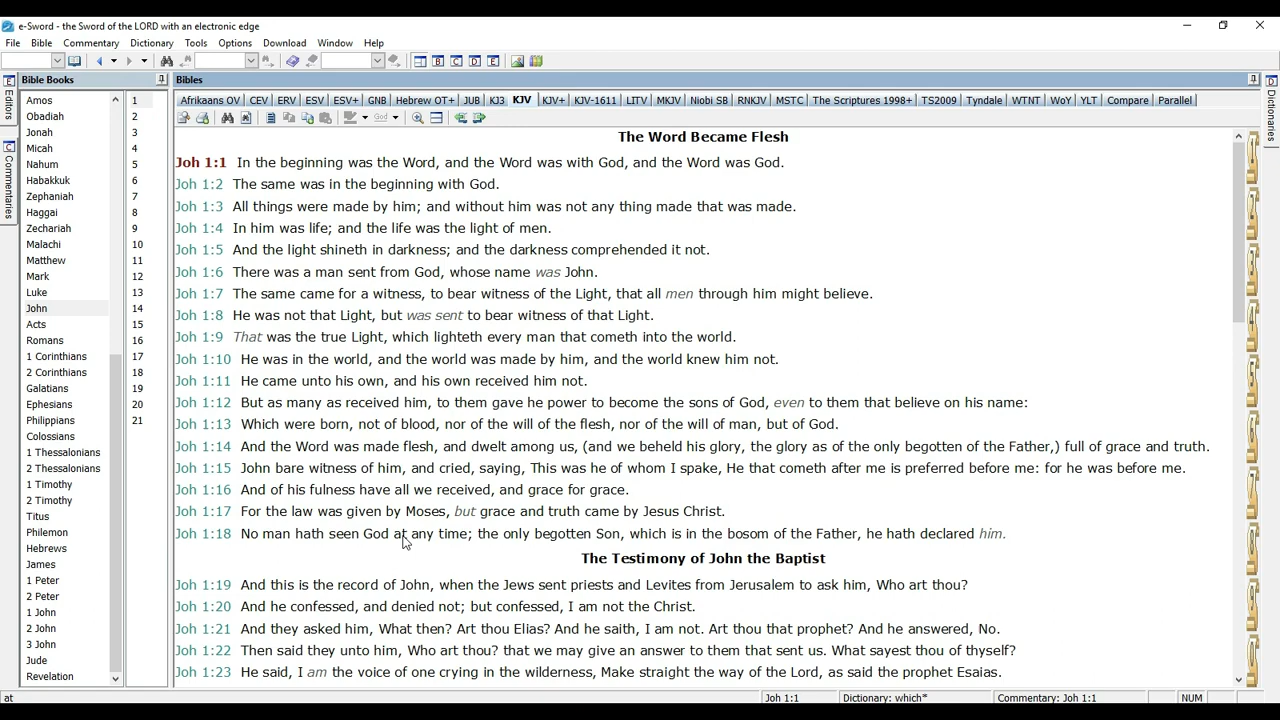 e-Sword - the Sword of the LORD with an electronic edge
File Bible Commentary Dictionary Tools Options Download Window Help
B C D E
Bible Books
Bibles
Editors
Commentaries
Dictionaries
Afrikaans OV CEV ERV ESV ESV+ GNB Hebrew OT+ JUB KJ3 KJV KJV+ KJV-1611 LITV MKJV Niobi SB RNKJV MSTC The Scriptures 1998+ TS2009 Tyndale WTNT WoY YLT Compare Parallel
God
Amos
Obadiah
Jonah
Micah
Nahum
Habakkuk
Zephaniah
Haggai
Zechariah
Malachi
Matthew
Mark
Luke
John
Acts
Romans
1 Corinthians
2 Corinthians
Galatians
Ephesians
Philippians
Colossians
1 Thessalonians
2 Thessalonians
1 Timothy
2 Timothy
Titus
Philemon
Hebrews
James
1 Peter
2 Peter
1 John
2 John
3 John
Jude
Revelation
1
2
3
4
5
6
7
8
9
10
11
12
13
14
15
16
17
18
19
20
21
The Word Became Flesh
Joh 1:1 In the beginning was the Word, and the Word was with God, and the Word was God.
Joh 1:2 The same was in the beginning with God.
Joh 1:3 All things were made by him; and without him was not any thing made that was made.
Joh 1:4 In him was life; and the life was the light of men.
Joh 1:5 And the light shineth in darkness; and the darkness comprehended it not.
Joh 1:6 There was a man sent from God, whose name was John.
Joh 1:7 The same came for a witness, to bear witness of the Light, that all men through him might believe.
Joh 1:8 He was not that Light, but was sent to bear witness of that Light.
Joh 1:9 That was the true Light, which lighteth every man that cometh into the world.
Joh 1:10 He was in the world, and the world was made by him, and the world knew him not.
Joh 1:11 He came unto his own, and his own received him not.
Joh 1:12 But as many as received him, to them gave he power to become the sons of God, even to them that believe on his name:
Joh 1:13 Which were born, not of blood, nor of the will of the flesh, nor of the will of man, but of God.
Joh 1:14 And the Word was made flesh, and dwelt among us, (and we beheld his glory, the glory as of the only begotten of the Father,) full of grace and truth.
Joh 1:15 John bare witness of him, and cried, saying, This was he of whom I spake, He that cometh after me is preferred before me: for he was before me.
Joh 1:16 And of his fulness have all we received, and grace for grace.
Joh 1:17 For the law was given by Moses, but grace and truth came by Jesus Christ.
Joh 1:18 No man hath seen God at any time; the only begotten Son, which is in the bosom of the Father, he hath declared him.
The Testimony of John the Baptist
Joh 1:19 And this is the record of John, when the Jews sent priests and Levites from Jerusalem to ask him, Who art thou?
Joh 1:20 And he confessed, and denied not; but confessed, I am not the Christ.
Joh 1:21 And they asked him, What then? Art thou Elias? And he saith, I am not. Art thou that prophet? And he answered, No.
Joh 1:22 Then said they unto him, Who art thou? that we may give an answer to them that sent us. What sayest thou of thyself?
Joh 1:23 He said, I am the voice of one crying in the wilderness, Make straight the way of the Lord, as said the prophet Esaias.
at Joh 1:1 Dictionary: which* Commentary: Joh 1:1 NUM